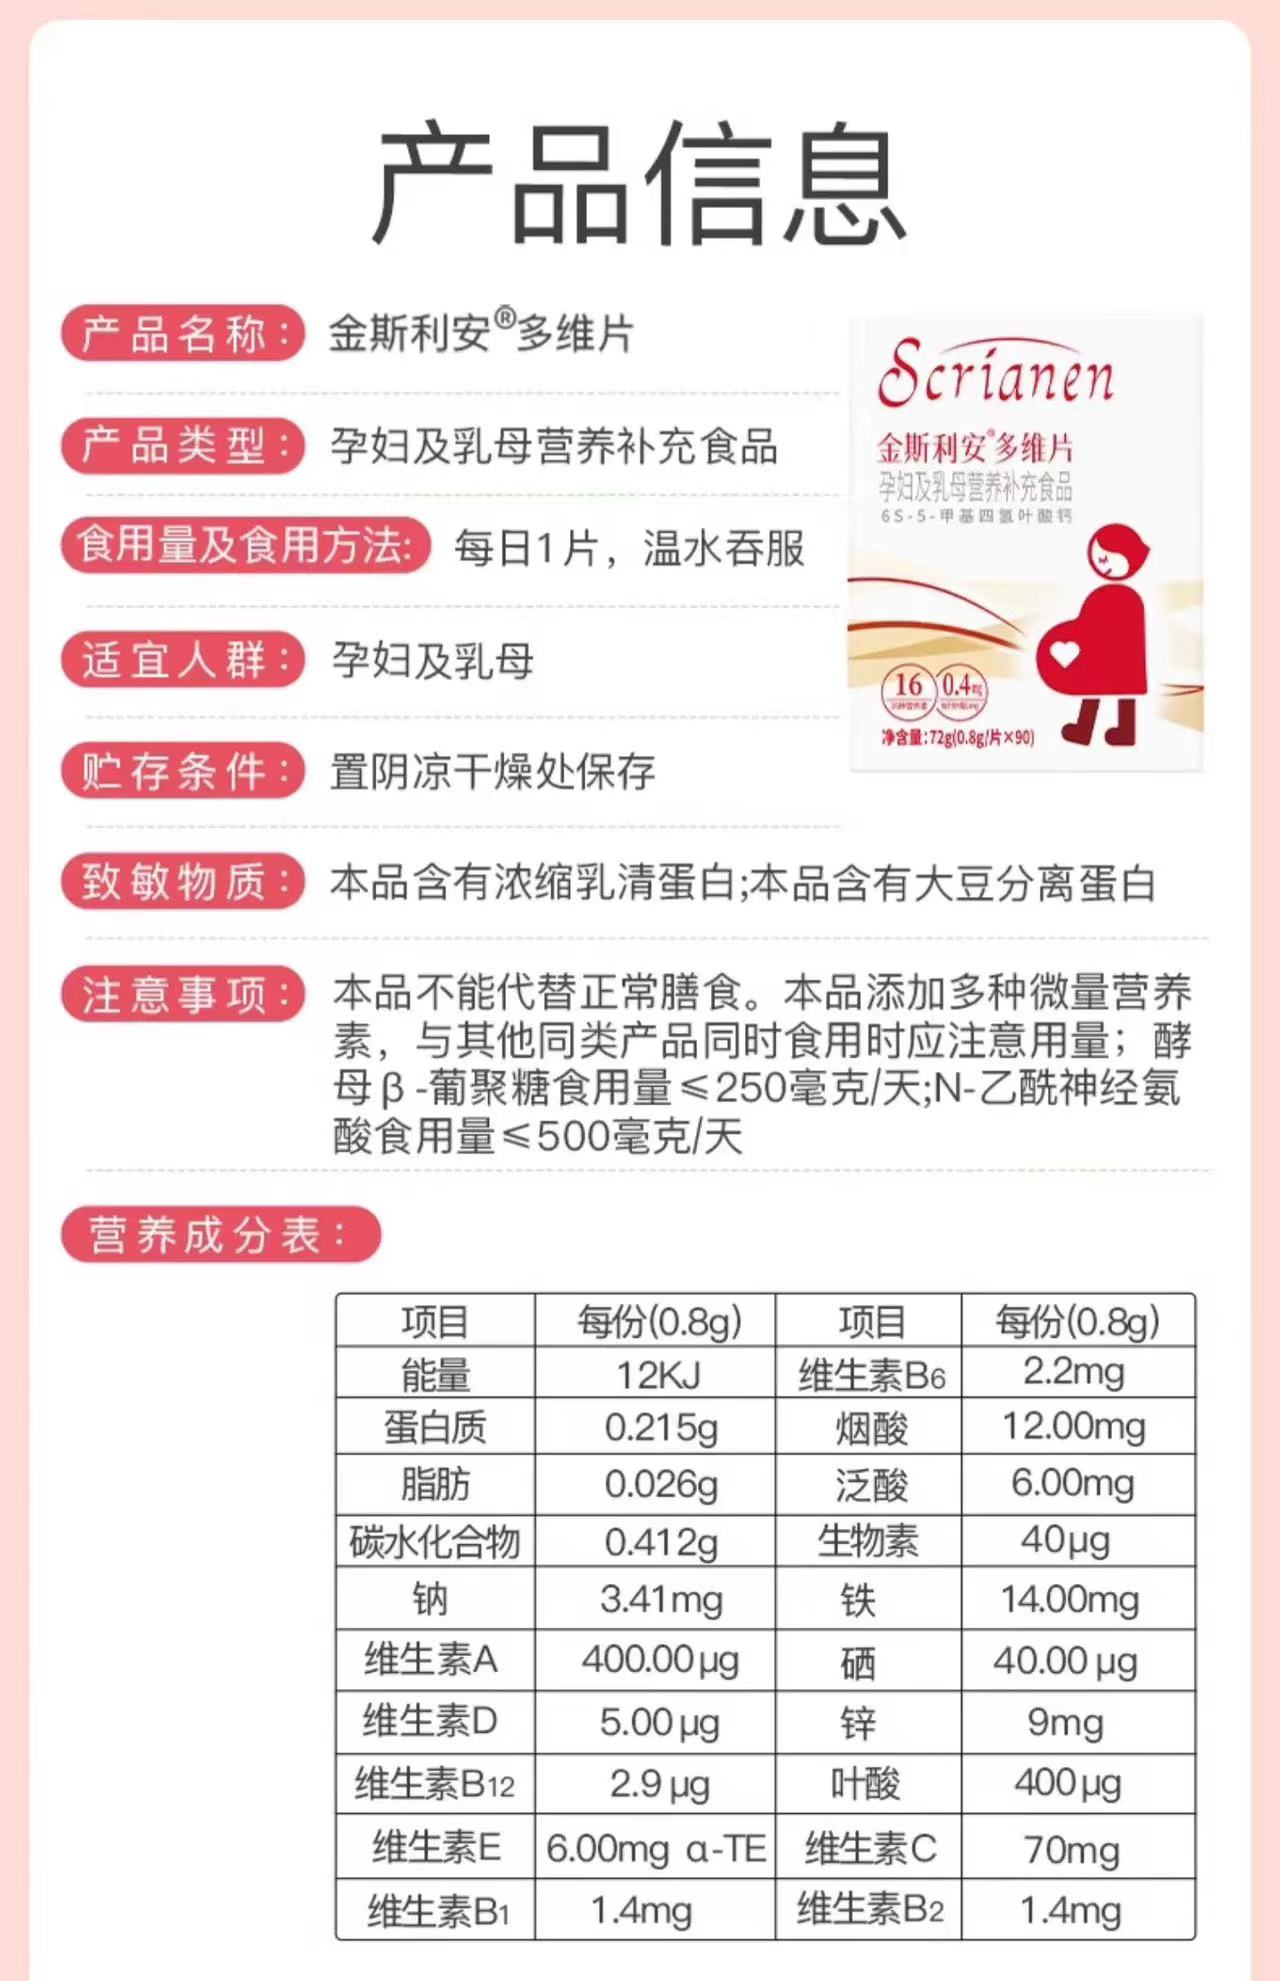 产品信息
产品名称：
金斯利安®多维片
产品类型：
孕妇及乳母营养补充食品
食用量及食用方法:
每日1片，温水吞服
适宜人群：
孕妇及乳母
贮存条件：
置阴凉干燥处保存
Scrianen
金斯利安®多维片
孕妇及乳母营养补充食品
6S-5-甲基四氢叶酸钙
16 0.4mg
16种营养素
净含量:72g(0.8g/片×90)
致敏物质：
本品含有浓缩乳清蛋白;本品含有大豆分离蛋白
注意事项：
本品不能代替正常膳食。本品添加多种微量营养
素，与其他同类产品同时食用时应注意用量；酵
母β-葡聚糖食用量≤250毫克/天;N-乙酰神经氨
酸食用量≤500毫克/天
营养成分表：
项目 每份(0.8g) 项目 每份(0.8g)
能量 12KJ 维生素B6 2.2mg
蛋白质 0.215g 烟酸 12.00mg
脂肪 0.026g 泛酸 6.00mg
碳水化合物 0.412g 生物素 40μg
钠 3.41mg 铁 14.00mg
维生素A 400.00μg 硒 40.00μg
维生素D 5.00μg 锌 9mg
维生素B12 2.9μg 叶酸 400μg
维生素E 6.00mg α-TE 维生素C 70mg
维生素B1 1.4mg 维生素B2 1.4mg